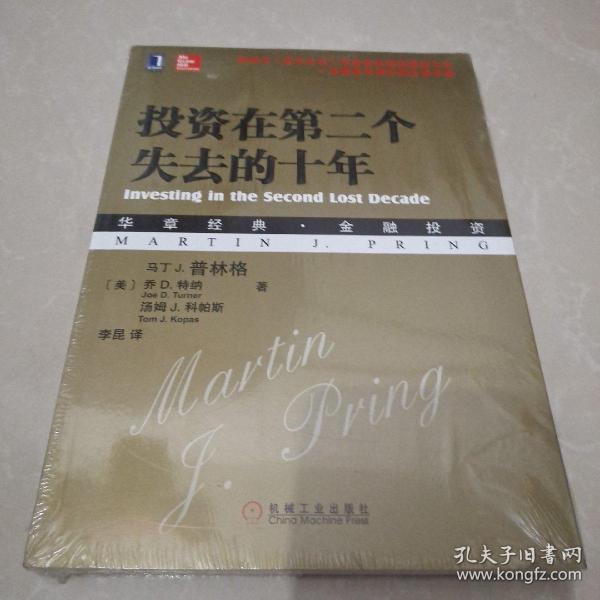 Mc
Graw
Hill
投资在第二个
失去的十年
Investing in the Second Lost Decade
华章经典·金融投资
MARTIN J. PRING
马丁 J. 普林格
[美] 乔 D. 特纳 著
Joe D. Turner
汤姆 J. 科帕斯
Tom J. Kopas
李昆 译
Martin
J. Pring
机械工业出版社
China Machine Press
孔夫子旧书网
www.kongfz.com